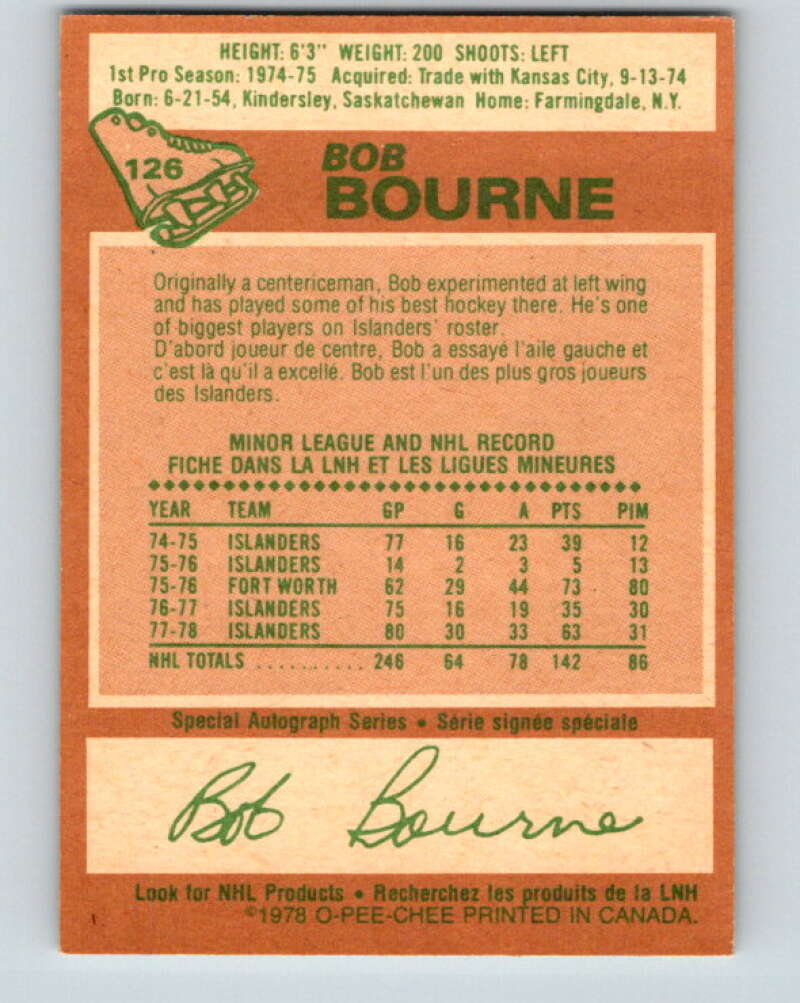 HEIGHT: 6'3" WEIGHT: 200 SHOOTS: LEFT
1st Pro Season: 1974-75 Acquired: Trade with Kansas City, 9-13-74
Born: 6-21-54, Kindersley, Saskatchewan Home: Farmingdale, N.Y.
126
BOB
BOURNE
Originally a centericeman, Bob experimented at left wing
and has played some of his best hockey there. He's one
of biggest players on Islanders' roster.
D'abord joueur de centre, Bob a essayé l'aile gauche et
c'est là qu'il a excellé. Bob est l'un des plus gros joueurs
des Islanders.
MINOR LEAGUE AND NHL RECORD
FICHE DANS LA LNH ET LES LIGUES MINEURES
YEAR TEAM GP G A PTS PIM
74-75 ISLANDERS 77 16 23 39 12
75-76 ISLANDERS 14 2 3 5 13
75-76 FORT WORTH 62 29 44 73 80
76-77 ISLANDERS 75 16 19 35 30
77-78 ISLANDERS 80 30 33 63 31
NHL TOTALS .......... 246 64 78 142 86
Special Autograph Series • Série signée spéciale
Bob Bourne
Look for NHL Products • Recherchez les produits de la LNH
©1978 O-PEE-CHEE PRINTED IN CANADA.